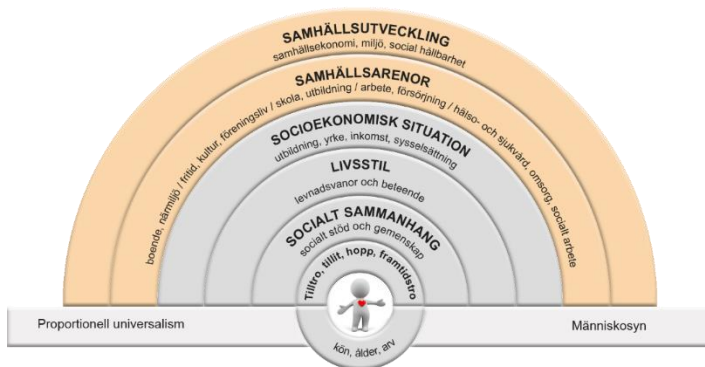 SAMHÄLLSUTVECKLING
samhällsekonomi, miljö, social hållbarhet
SAMHÄLLSARENOR
boende, närmiljö / fritid, kultur, föreningsliv / skola, utbildning / arbete, försörjning / hälso- och sjukvård, omsorg, socialt arbete
SOCIOEKONOMISK SITUATION
utbildning, yrke, inkomst, sysselsättning
LIVSSTIL
levnadsvanor och beteende
SOCIALT SAMMANHANG
socialt stöd och gemenskap
Tilltro, tillit, hopp, framtidstro
Proportionell universalism
Människosyn
kön, ålder, arv